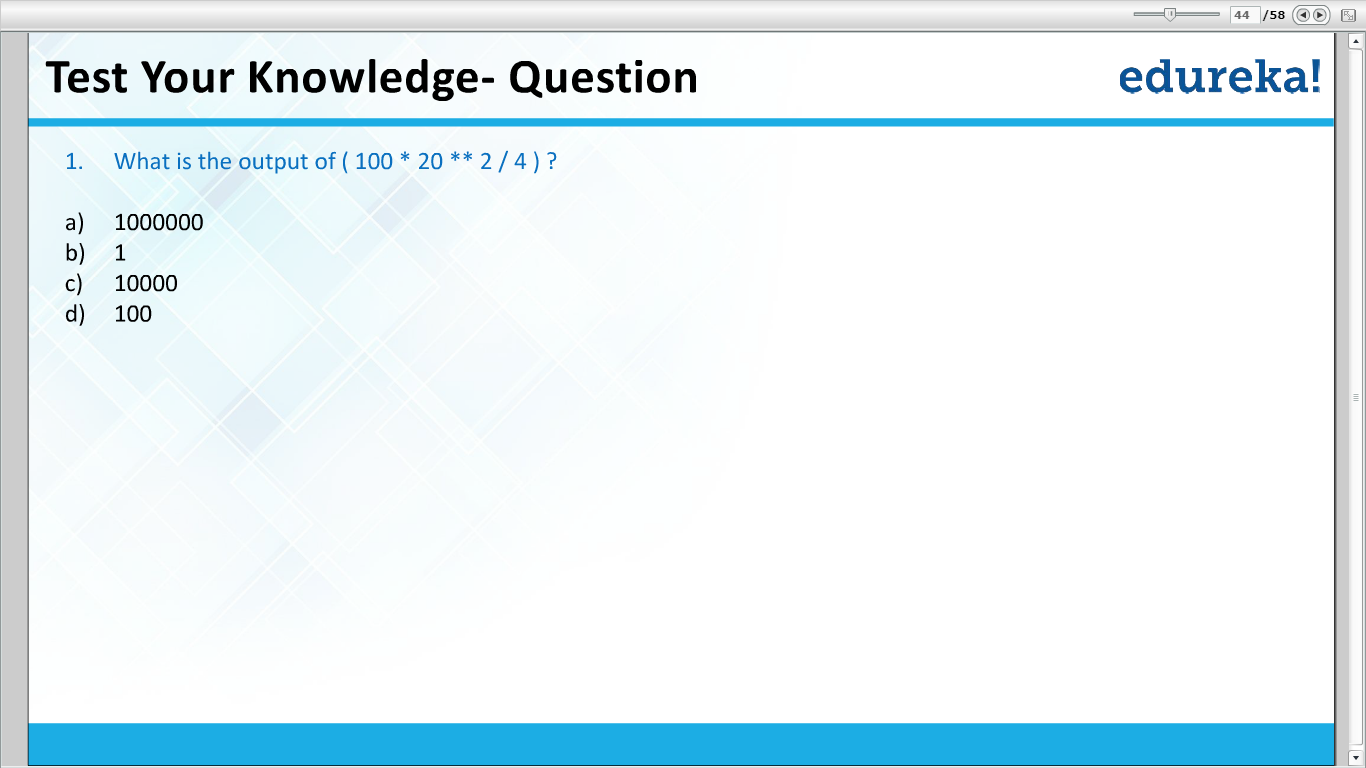 44 /58
Test Your Knowledge- Question
edureka!
1. What is the output of ( 100 * 20 ** 2 / 4 ) ?
a) 1000000
b) 1
c) 10000
d) 100